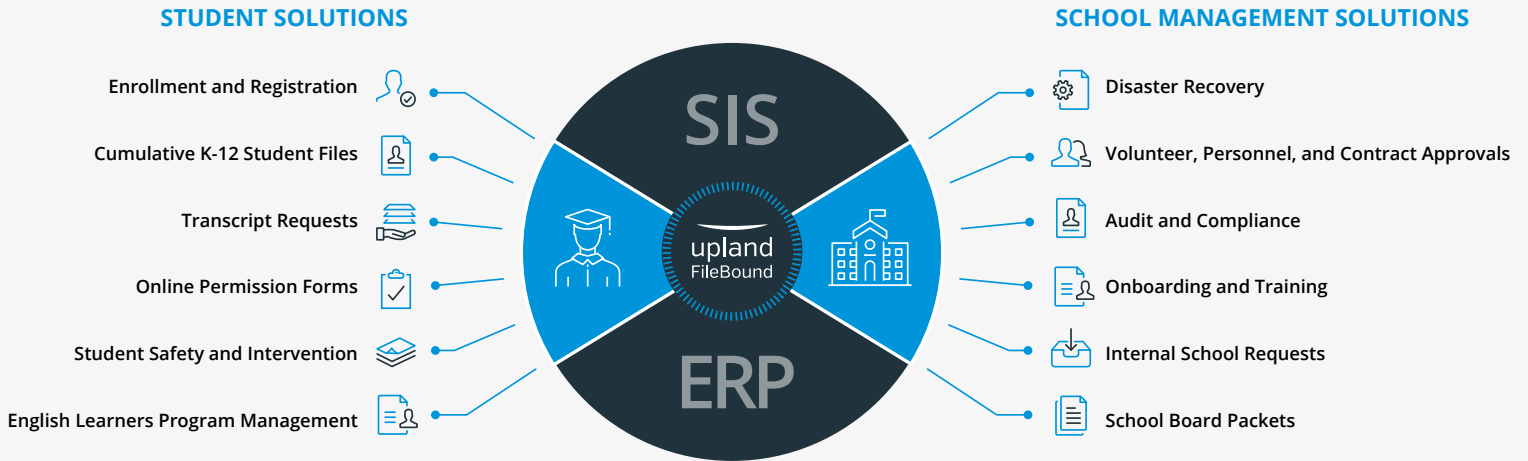 STUDENT SOLUTIONS
Enrollment and Registration
Cumulative K-12 Student Files
Transcript Requests
Online Permission Forms
Student Safety and Intervention
English Learners Program Management
SIS
upland
FileBound
ERP
SCHOOL MANAGEMENT SOLUTIONS
Disaster Recovery
Volunteer, Personnel, and Contract Approvals
Audit and Compliance
Onboarding and Training
Internal School Requests
School Board Packets